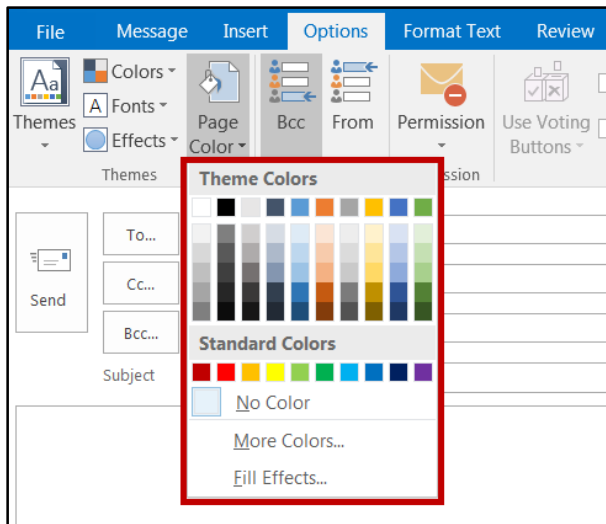 File Message Insert Options Format Text Review
Aa
Colors
A Fonts
Effects
Themes
Page
Color
Bcc
From
Permission
Use Voting
Buttons
Themes
ssion
Theme Colors
To...
Send
Cc...
Bcc...
Standard Colors
Subject
No Color
More Colors...
Fill Effects...